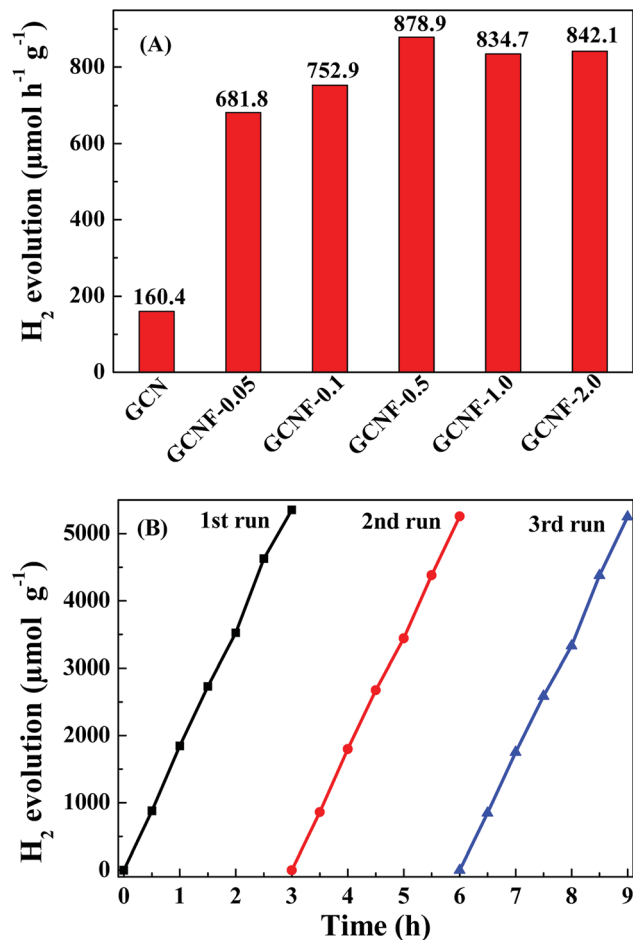 (A)
H₂ evolution (μmol h⁻¹ g⁻¹)
800
600
400
200
0
160.4
681.8
752.9
878.9
834.7
842.1
GCN
GCNF-0.05
GCNF-0.1
GCNF-0.5
GCNF-1.0
GCNF-2.0
(B)
1st run
2nd run
3rd run
H₂ evolution (μmol g⁻¹)
5000
4000
3000
2000
1000
0
0 1 2 3 4 5 6 7 8 9
Time (h)